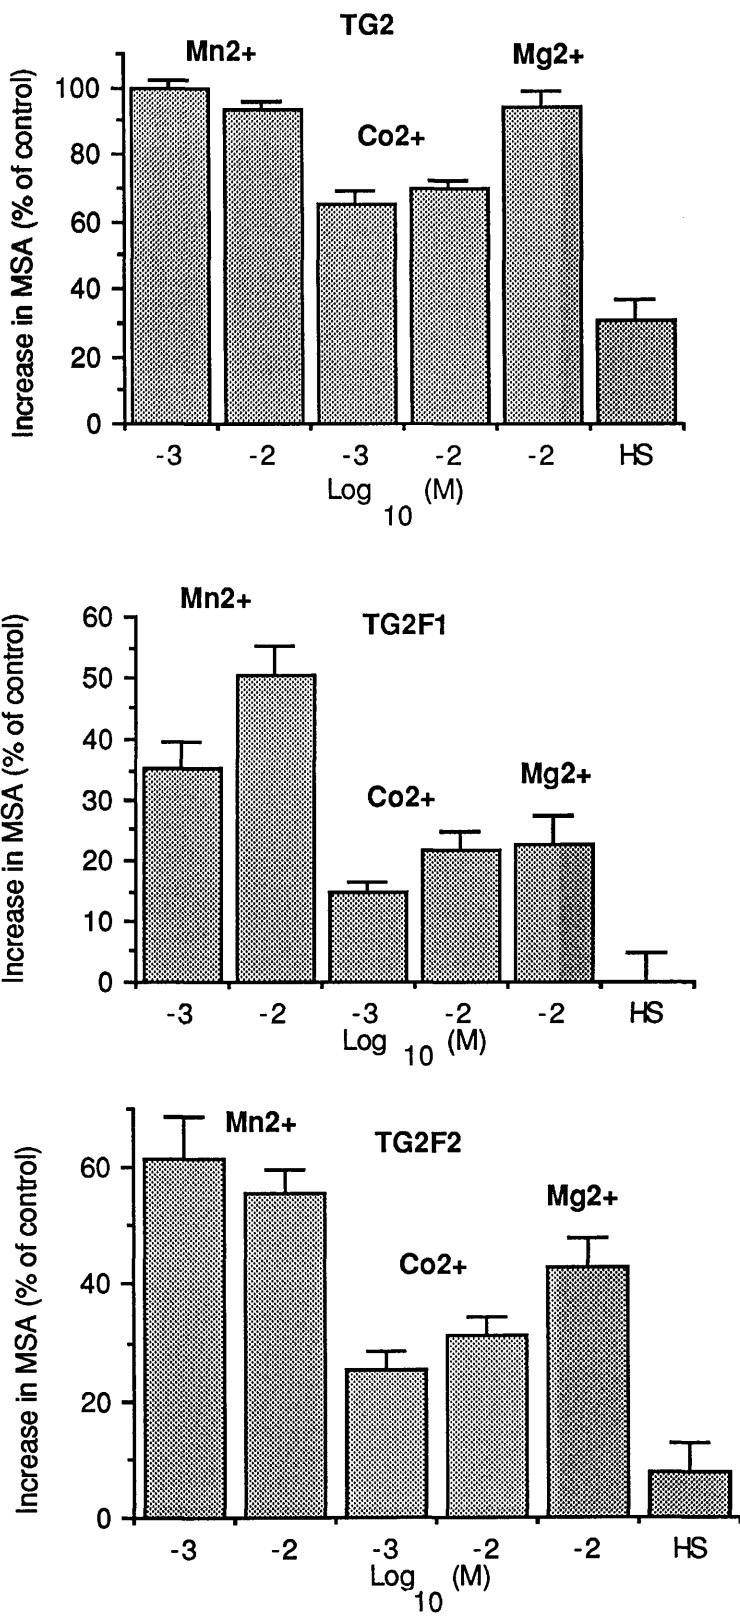 TG2
Mn2+
Mg2+
Co2+
Increase in MSA (% of control)
100
80
60
40
20
0
-3 -2 -3 -2 -2 HS
Log 10 (M)
Mn2+
TG2F1
Co2+
Mg2+
Increase in MSA (% of control)
60
50
40
30
20
10
0
-3 -2 -3 -2 -2 HS
Log 10 (M)
Mn2+
TG2F2
Mg2+
Co2+
Increase in MSA (% of control)
60
40
20
0
-3 -2 -3 -2 -2 HS
Log 10 (M)